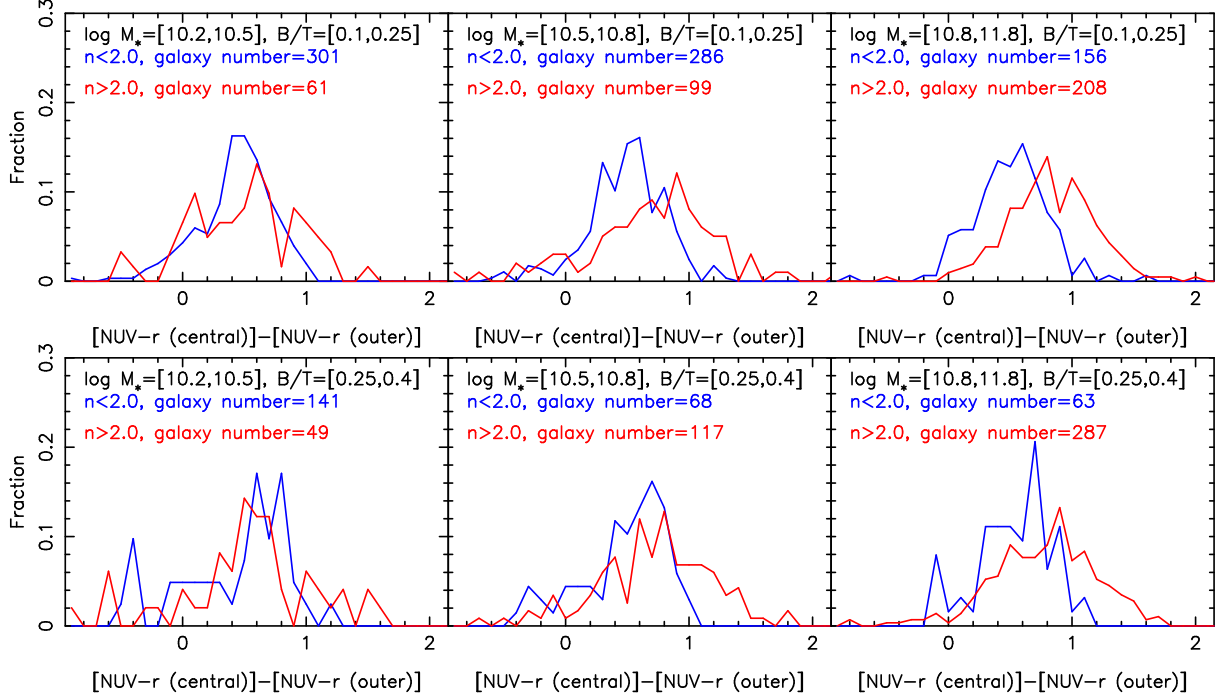 0.3
0.2
0.1
0
Fraction
log M*=[10.2,10.5], B/T=[0.1,0.25]
n<2.0, galaxy number=301
n>2.0, galaxy number=61
0 1 2
[NUV-r (central)]-[NUV-r (outer)]
log M*=[10.5,10.8], B/T=[0.1,0.25]
n<2.0, galaxy number=286
n>2.0, galaxy number=99
0 1 2
[NUV-r (central)]-[NUV-r (outer)]
log M*=[10.8,11.8], B/T=[0.1,0.25]
n<2.0, galaxy number=156
n>2.0, galaxy number=208
0 1 2
[NUV-r (central)]-[NUV-r (outer)]
0.3
0.2
0.1
0
Fraction
log M*=[10.2,10.5], B/T=[0.25,0.4]
n<2.0, galaxy number=141
n>2.0, galaxy number=49
0 1 2
[NUV-r (central)]-[NUV-r (outer)]
log M*=[10.5,10.8], B/T=[0.25,0.4]
n<2.0, galaxy number=68
n>2.0, galaxy number=117
0 1 2
[NUV-r (central)]-[NUV-r (outer)]
log M*=[10.8,11.8], B/T=[0.25,0.4]
n<2.0, galaxy number=63
n>2.0, galaxy number=287
0 1 2
[NUV-r (central)]-[NUV-r (outer)]